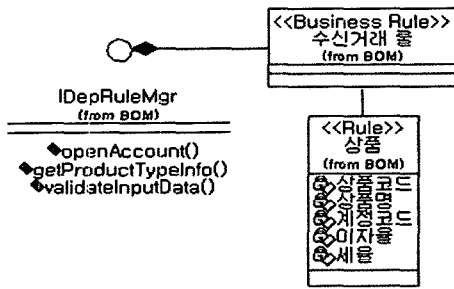 <<Business Rule>>
수신거래 룰
(from BOM)
IDepRuleMgr
(from BOM)
openAccount()
getProductTypeInfo()
validateInputData()
<<Rule>>
상품
(from BOM)
상품코드
상품명
계정코드
이자율
세율